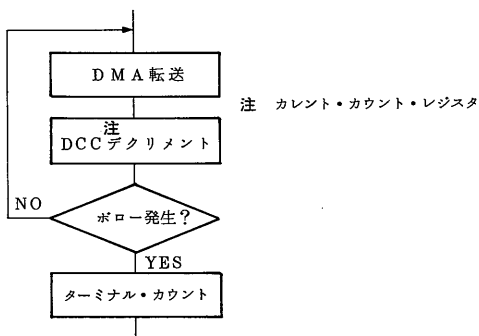 DMA転送
注 カレント・カウント・レジスタ
注
DCCデクリメント
NO
ボロー発生?
YES
ターミナル・カウント